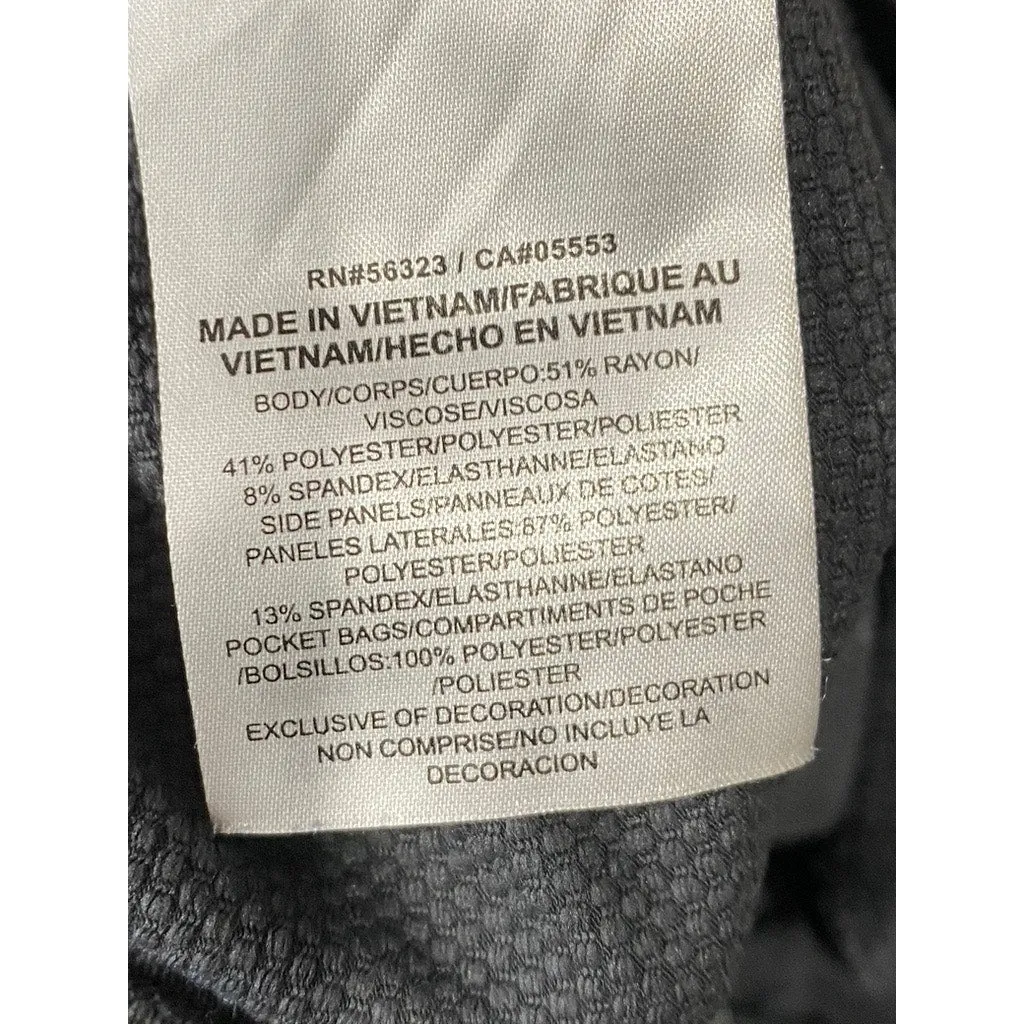 RN#56323 / CA#05553
MADE IN VIETNAM/FABRIQUE AU
VIETNAM/HECHO EN VIETNAM
BODY/CORPS/CUERPO:51% RAYON/
VISCOSE/VISCOSA
41% POLYESTER/POLYESTER/POLIESTER
8% SPANDEX/ELASTHANNE/ELASTANO
SIDE PANELS/PANNEAUX DE COTES/
PANELES LATERALES:87% POLYESTER/
POLYESTER/POLIESTER
13% SPANDEX/ELASTHANNE/ELASTANO
POCKET BAGS/COMPARTIMENTS DE POCHE
/BOLSILLOS:100% POLYESTER/POLYESTER
/POLIESTER
EXCLUSIVE OF DECORATION/DECORATION
NON COMPRISE/NO INCLUYE LA
DECORACION